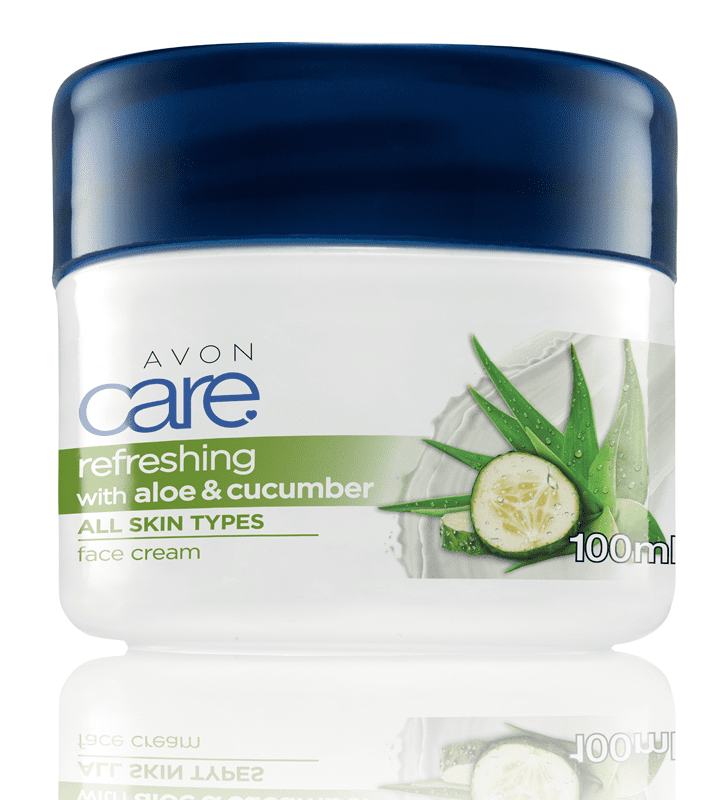 AVON
care
refreshing
with aloe & cucumber
ALL SKIN TYPES
face cream
100ml